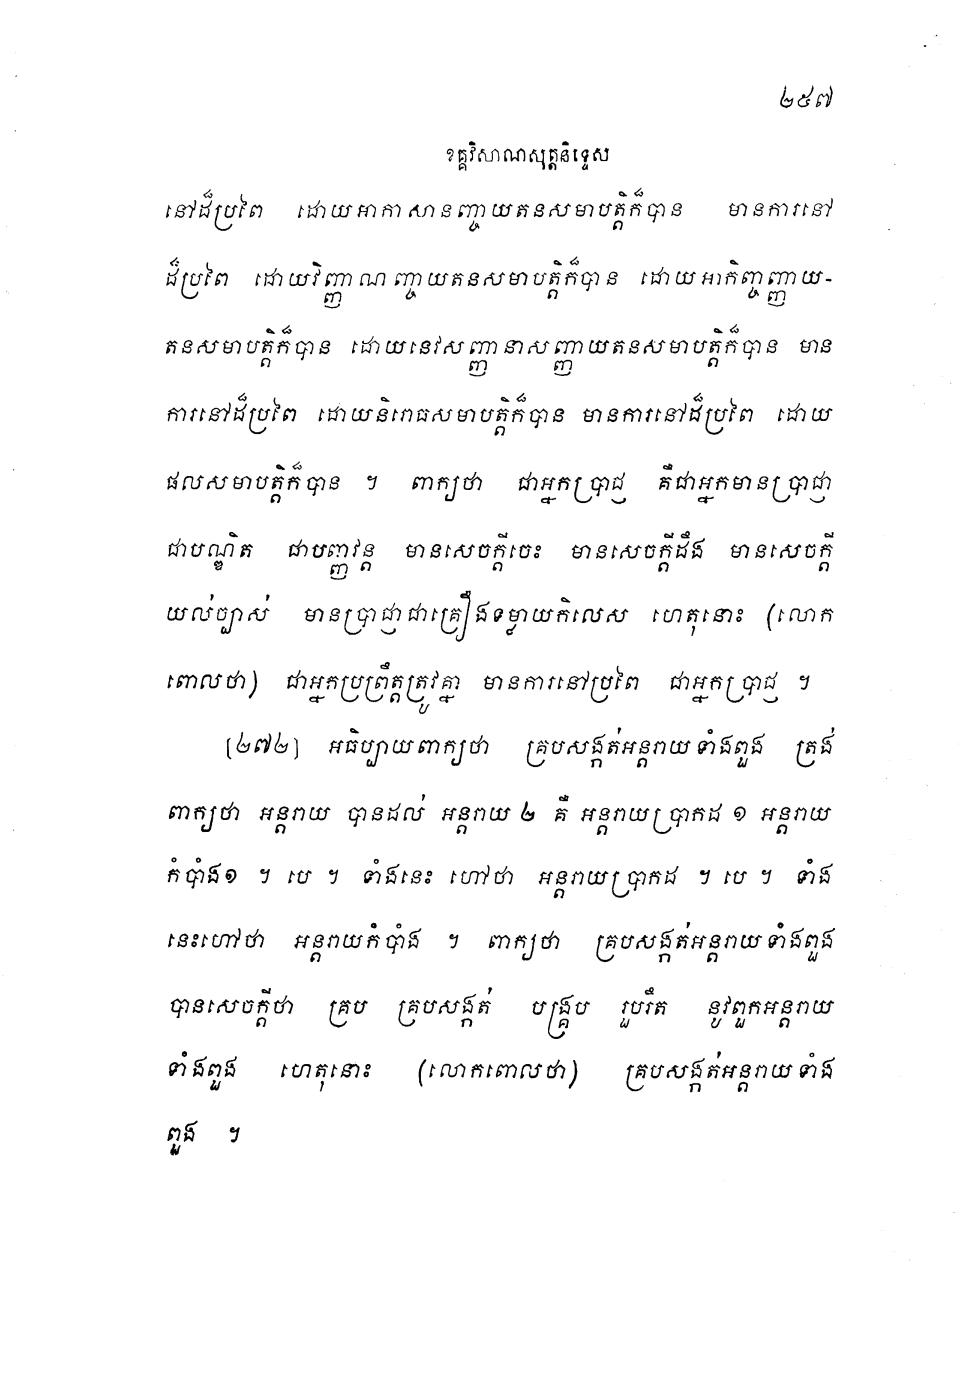 ២៥៧
ខគ្គវិសាណសុត្តនិទ្ទេស
នៅដ៏ប្រពៃ ដោយអាកាសានញ្ចាយតនសមាបត្តិក៏បាន មានការនៅ
ដ៏ប្រពៃ ដោយវិញ្ញាណញ្ចាយតនសមាបត្តិក៏បាន ដោយអាកិញ្ចញ្ញាយ-
តនសមាបត្តិក៏បាន ដោយនេវសញ្ញានាសញ្ញាយតនសមាបត្តិក៏បាន មាន
ការនៅដ៏ប្រពៃ ដោយនិរោធសមាបត្តិក៏បាន មានការនៅដ៏ប្រពៃ ដោយ
ផលសមាបត្តិក៏បាន ។ ពាក្យថា ជាអ្នកប្រាជ្ញ គឺជាអ្នកមានប្រាជ្ញា
ជាបណ្ឌិត ជាបញ្ញវន្ត មានសេចក្តីចេះ មានសេចក្តីដឹង មានសេចក្តី
យល់ច្បាស់ មានប្រាជ្ញាជាគ្រឿងទម្លាយកិលេស ហេតុនោះ (លោក
ពោលថា) ជាអ្នកប្រព្រឹត្តត្រូវគ្នា មានការនៅប្រពៃ ជាអ្នកប្រាជ្ញ ។
[២៧២] អធិប្បាយពាក្យថា គ្របសង្កត់អន្តរាយទាំងពួង ត្រង់
ពាក្យថា អន្តរាយ បានដល់ អន្តរាយ ២ គឺ អន្តរាយប្រាកដ ១ អន្តរាយ
កំបាំង១ ។ បេ ។ ទាំងនេះ ហៅថា អន្តរាយប្រាកដ ។ បេ ។ ទាំង
នេះហៅថា អន្តរាយកំបាំង ។ ពាក្យថា គ្របសង្កត់អន្តរាយទាំងពួង
បានសេចក្តីថា គ្រប គ្របសង្កត់ បង្គ្រប រួបរឹត នូវពួកអន្តរាយ
ទាំងពួង ហេតុនោះ (លោកពោលថា) គ្របសង្កត់អន្តរាយទាំង
ពួង ។